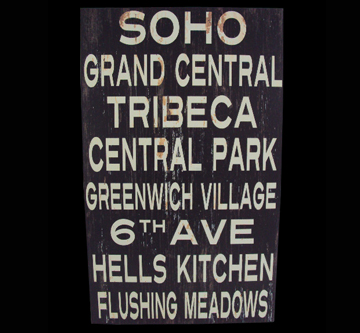 SOHO
GRAND CENTRAL
TRIBECA
CENTRAL PARK
GREENWICH VILLAGE
6TH AVE
HELLS KITCHEN
FLUSHING MEADOWS